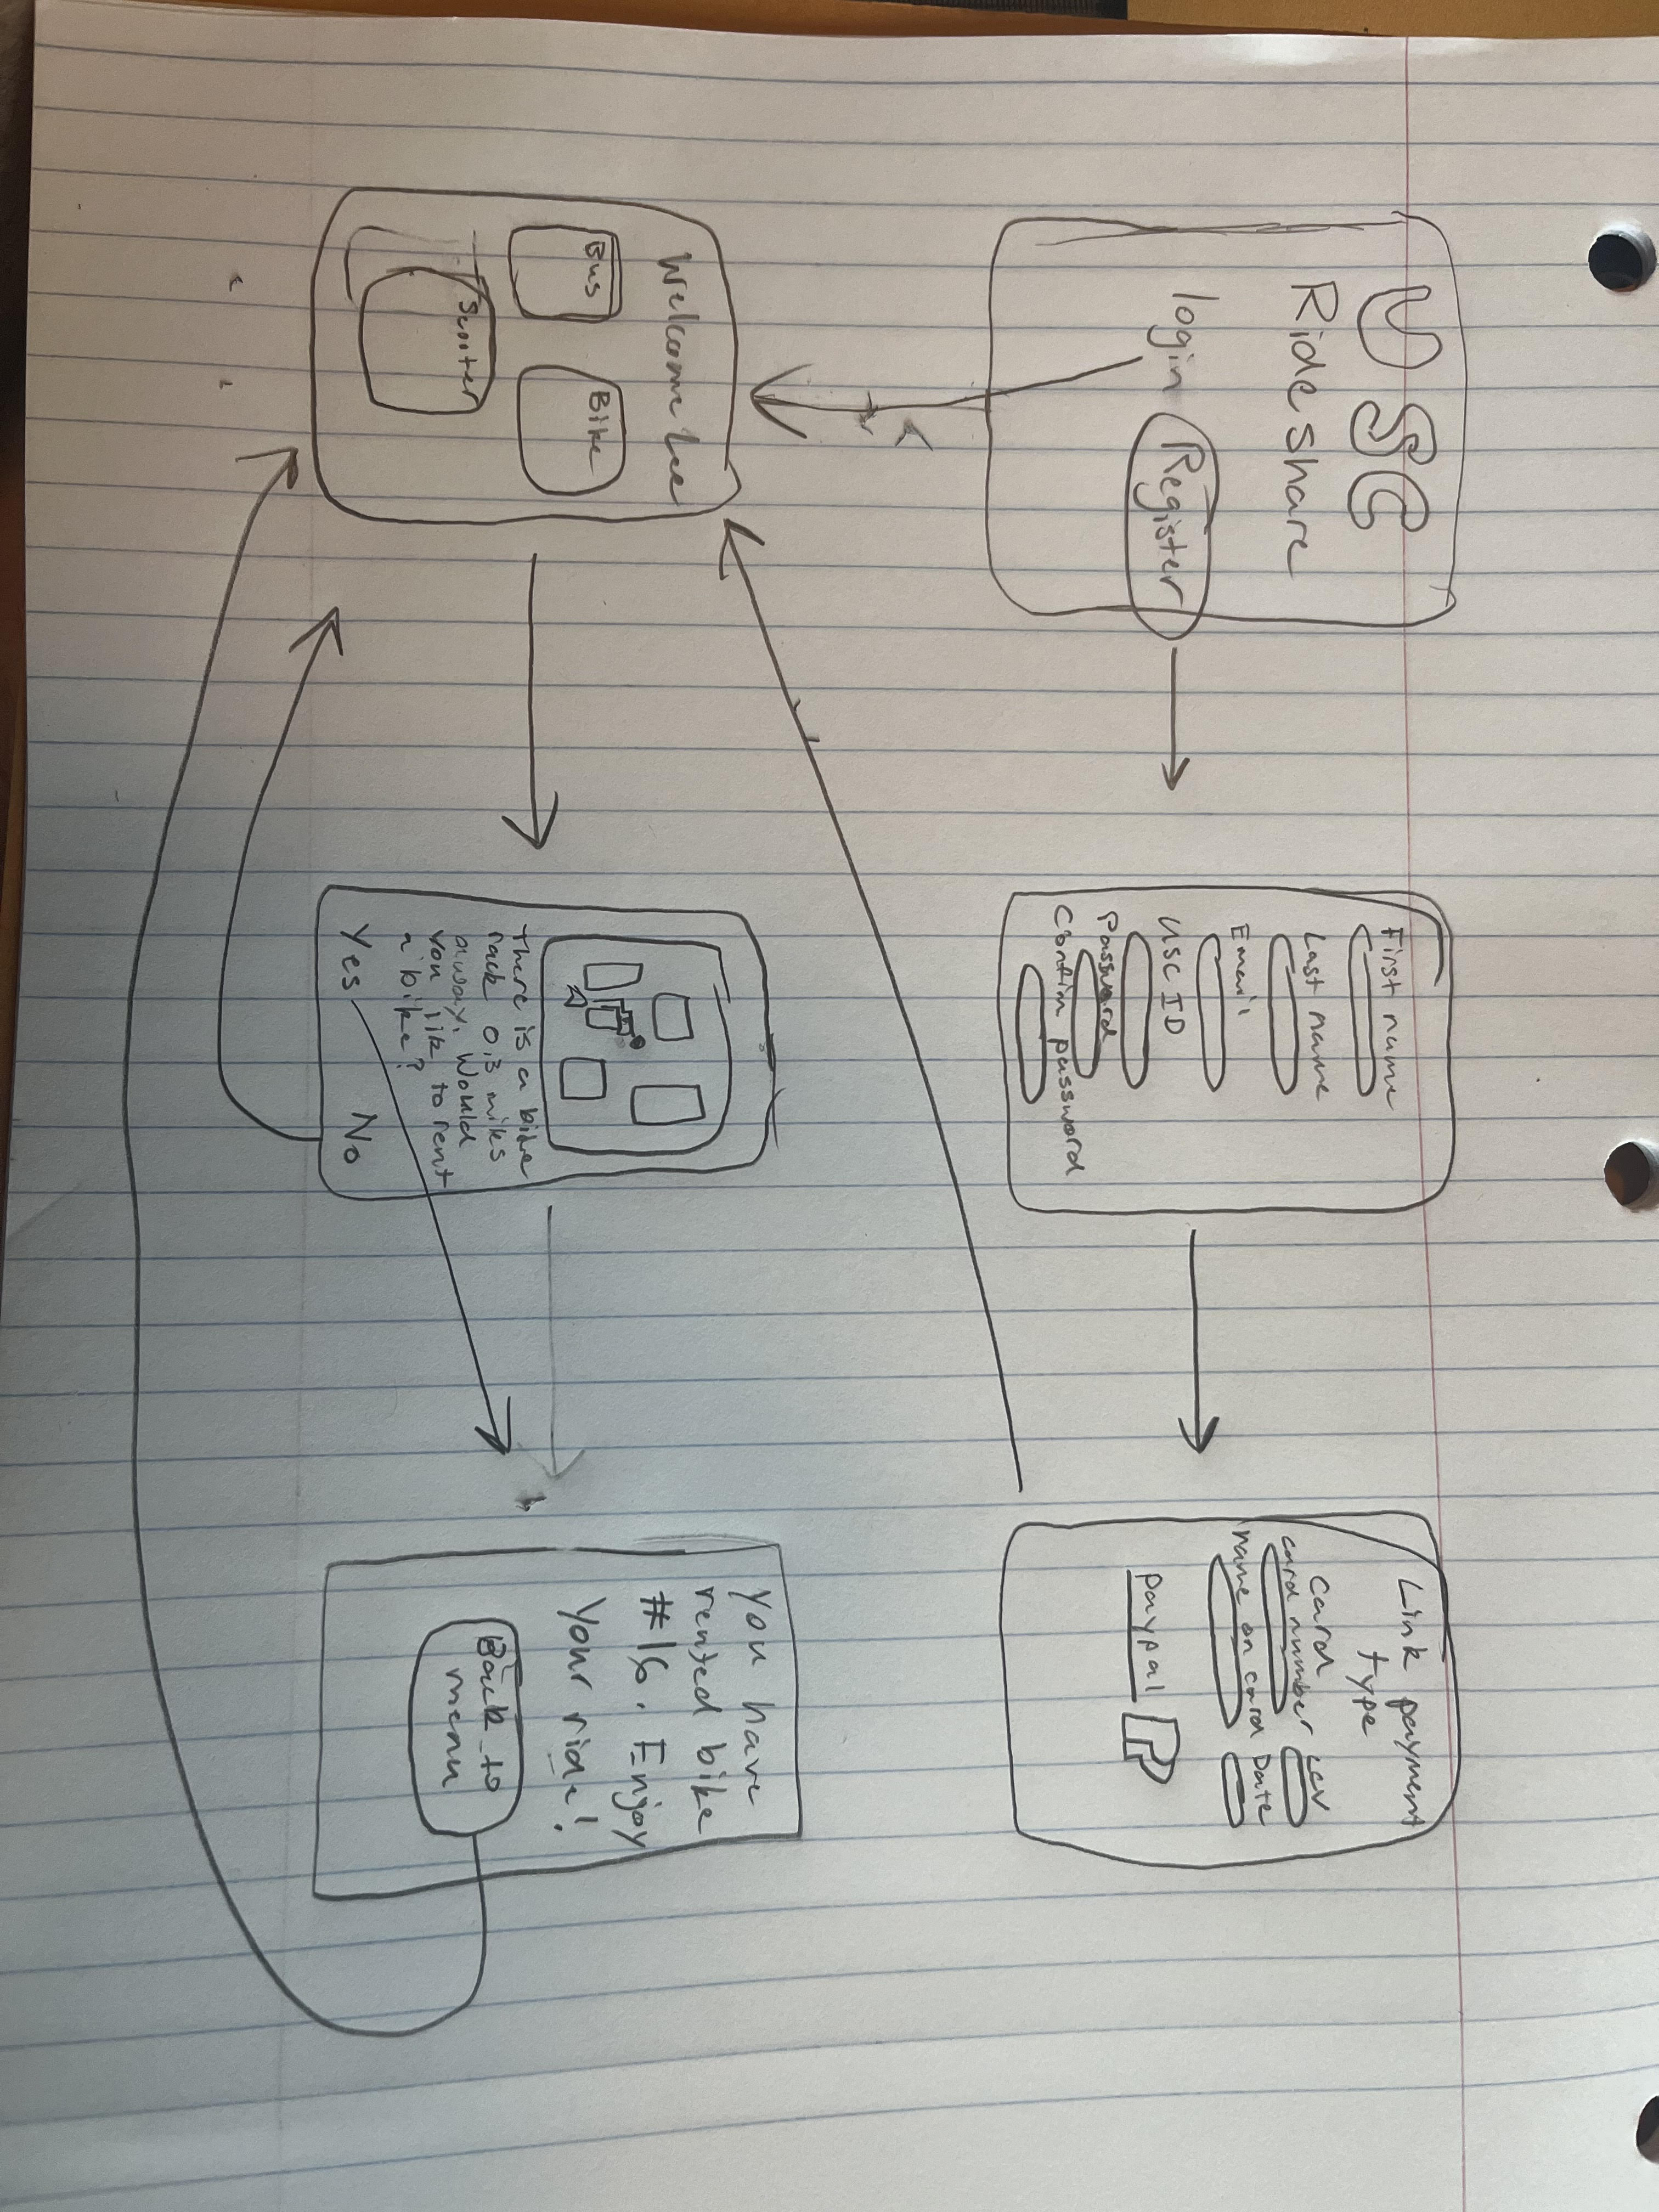 USC
Ride share
login Register
First name
Last name
Email
USC ID
Password
Confirm password
Link payment
type
Card
card number CCV
name on card Date
paypal P
Welcome Lee
Bus Bike
Scooter
There is a bike
rack 0.3 miles
away. Would
you like to rent
a bike?
Yes No
You have
rented bike
#16. Enjoy
Your ride!
Back to
menu